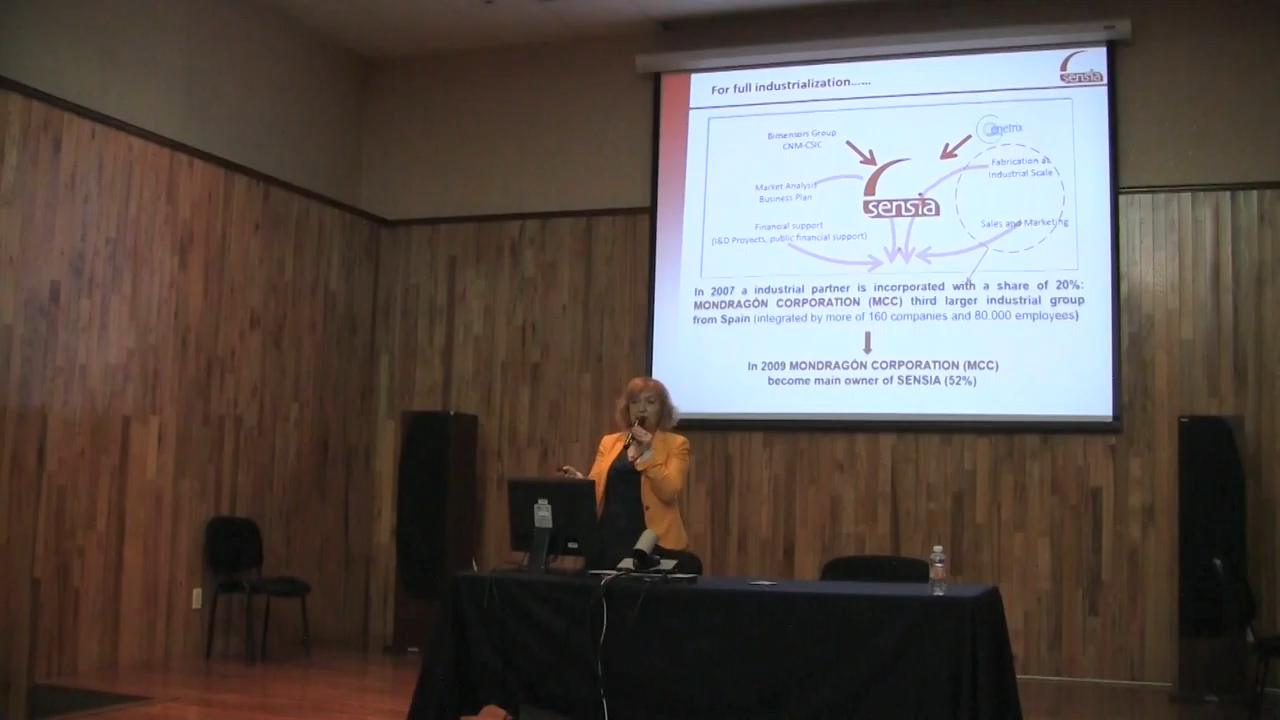 For full industrialization......
sensia
Bimensors Group
CNM-CSIC
Market Analysis
Business Plan
Fabrication at
Industrial Scale
sensia
Financial support
(I&D Proyects, public financial support)
Sales and Marketing
In 2007 a industrial partner is incorporated with a share of 20%:
MONDRAGÓN CORPORATION (MCC) third larger industrial group
from Spain (integrated by more of 160 companies and 80.000 employees)
In 2009 MONDRAGÓN CORPORATION (MCC)
become main owner of SENSIA (52%)